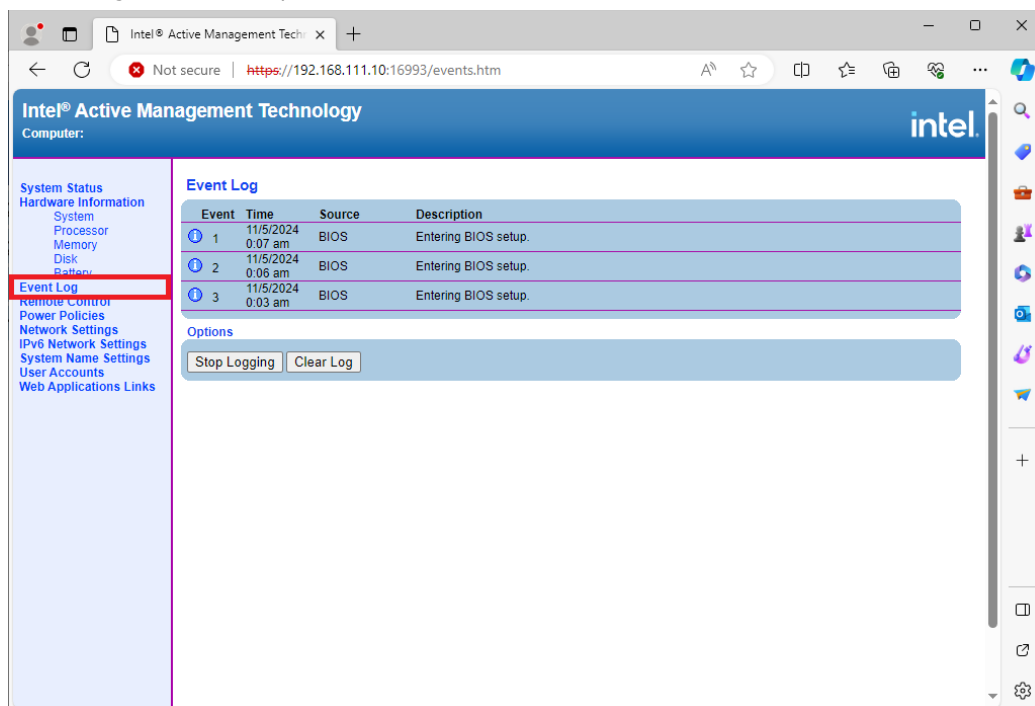 Intel® Active Management Techn
Not secure
https://192.168.111.10:16993/events.htm
Intel® Active Management Technology
Computer:
intel.
System Status
Hardware Information
System
Processor
Memory
Disk
Battery
Event Log
Remote Control
Power Policies
Network Settings
IPv6 Network Settings
System Name Settings
User Accounts
Web Applications Links
Event Log
Event Time Source Description
1 11/5/2024 0:07 am BIOS Entering BIOS setup.
2 11/5/2024 0:06 am BIOS Entering BIOS setup.
3 11/5/2024 0:03 am BIOS Entering BIOS setup.
Options
Stop Logging Clear Log